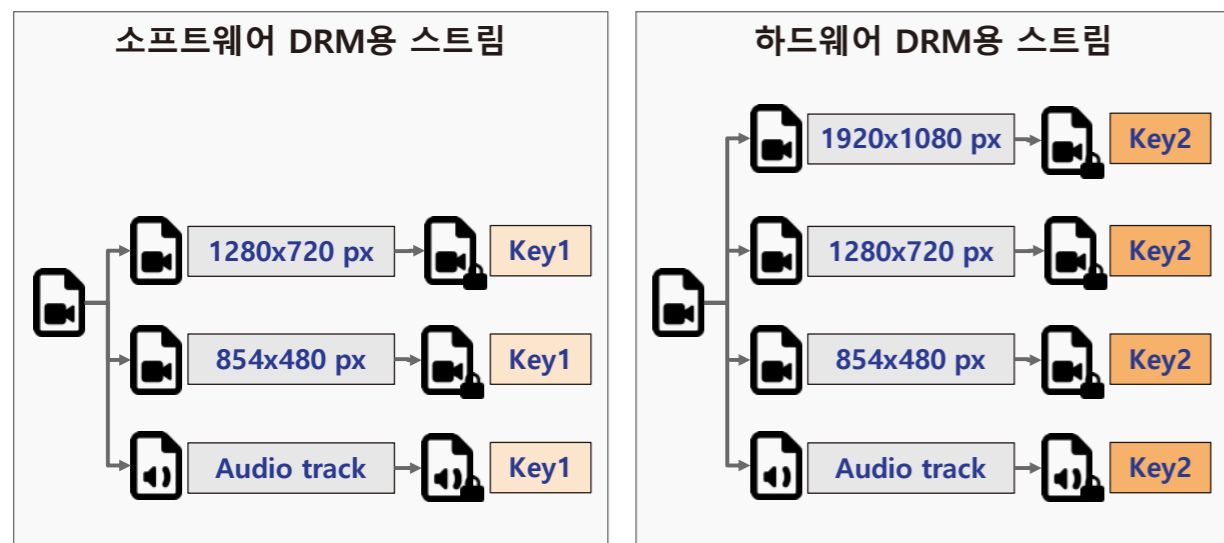 소프트웨어 DRM용 스트림
1280x720 px
Key1
854x480 px
Key1
Audio track
Key1
하드웨어 DRM용 스트림
1920x1080 px
Key2
1280x720 px
Key2
854x480 px
Key2
Audio track
Key2